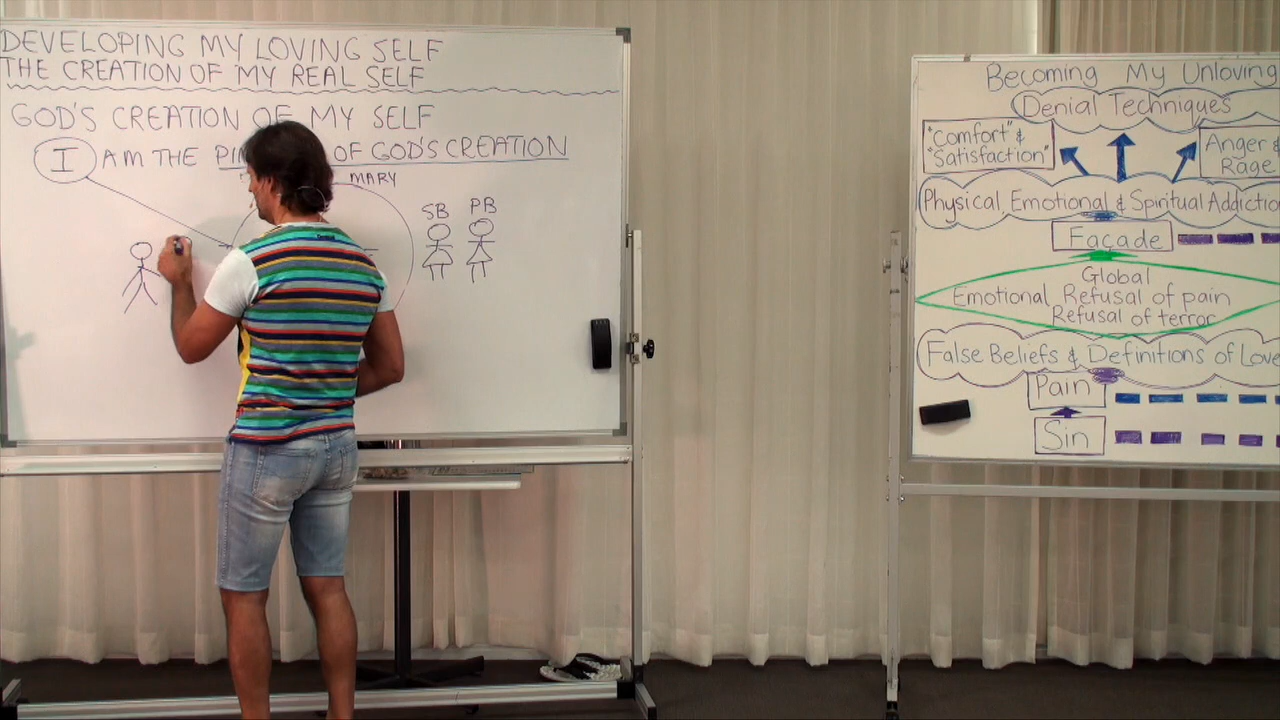 DEVELOPING MY LOVING SELF
THE CREATION OF MY REAL SELF
GOD'S CREATION OF MY SELF
I AM THE OF GOD'S CREATION
MARY
SB PB
Becoming My Unloving
Denial Techniques
"Comfort" &
"Satisfaction"
Anger &
Rage
Physical, Emotional & Spiritual
Façade
Global
Emotional Refusal of pain
Refusal of terror
False Beliefs & Definitions of Love
Pain
Sin